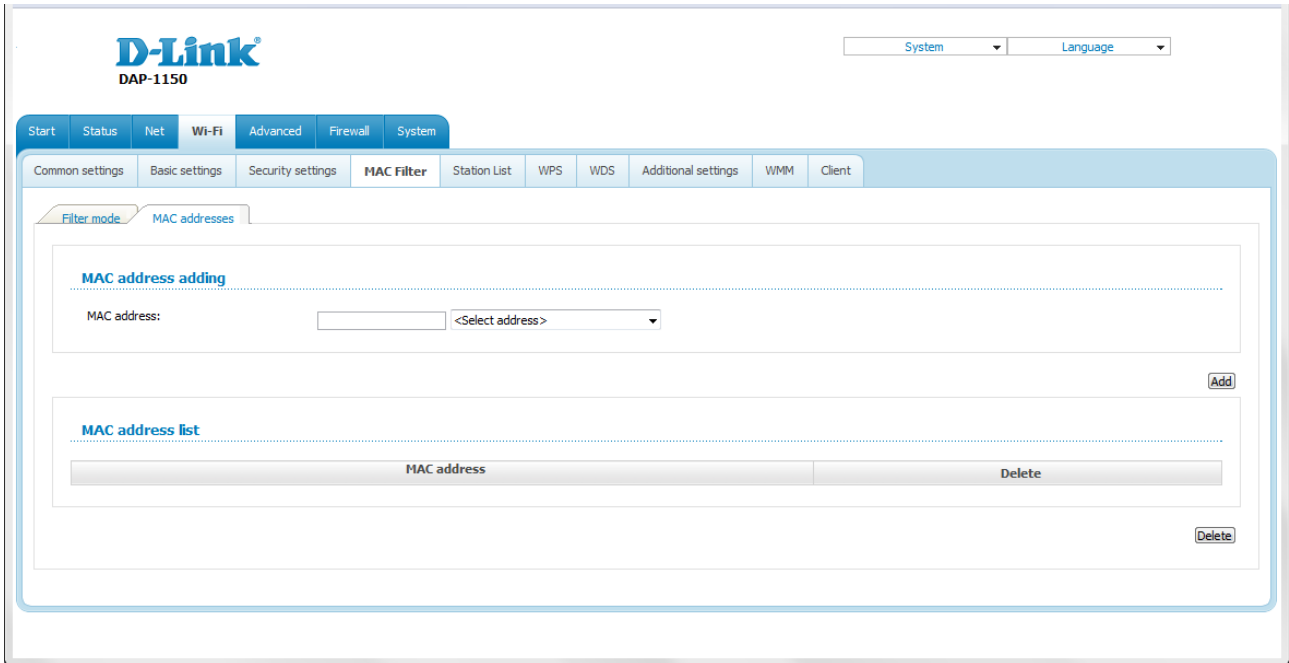 D-Link®
DAP-1150
System Language
Start Status Net Wi-Fi Advanced Firewall System
Common settings Basic settings Security settings MAC Filter Station List WPS WDS Additional settings WMM Client
Filter mode MAC addresses
MAC address adding
MAC address: <Select address>
Add
MAC address list
MAC address Delete
Delete